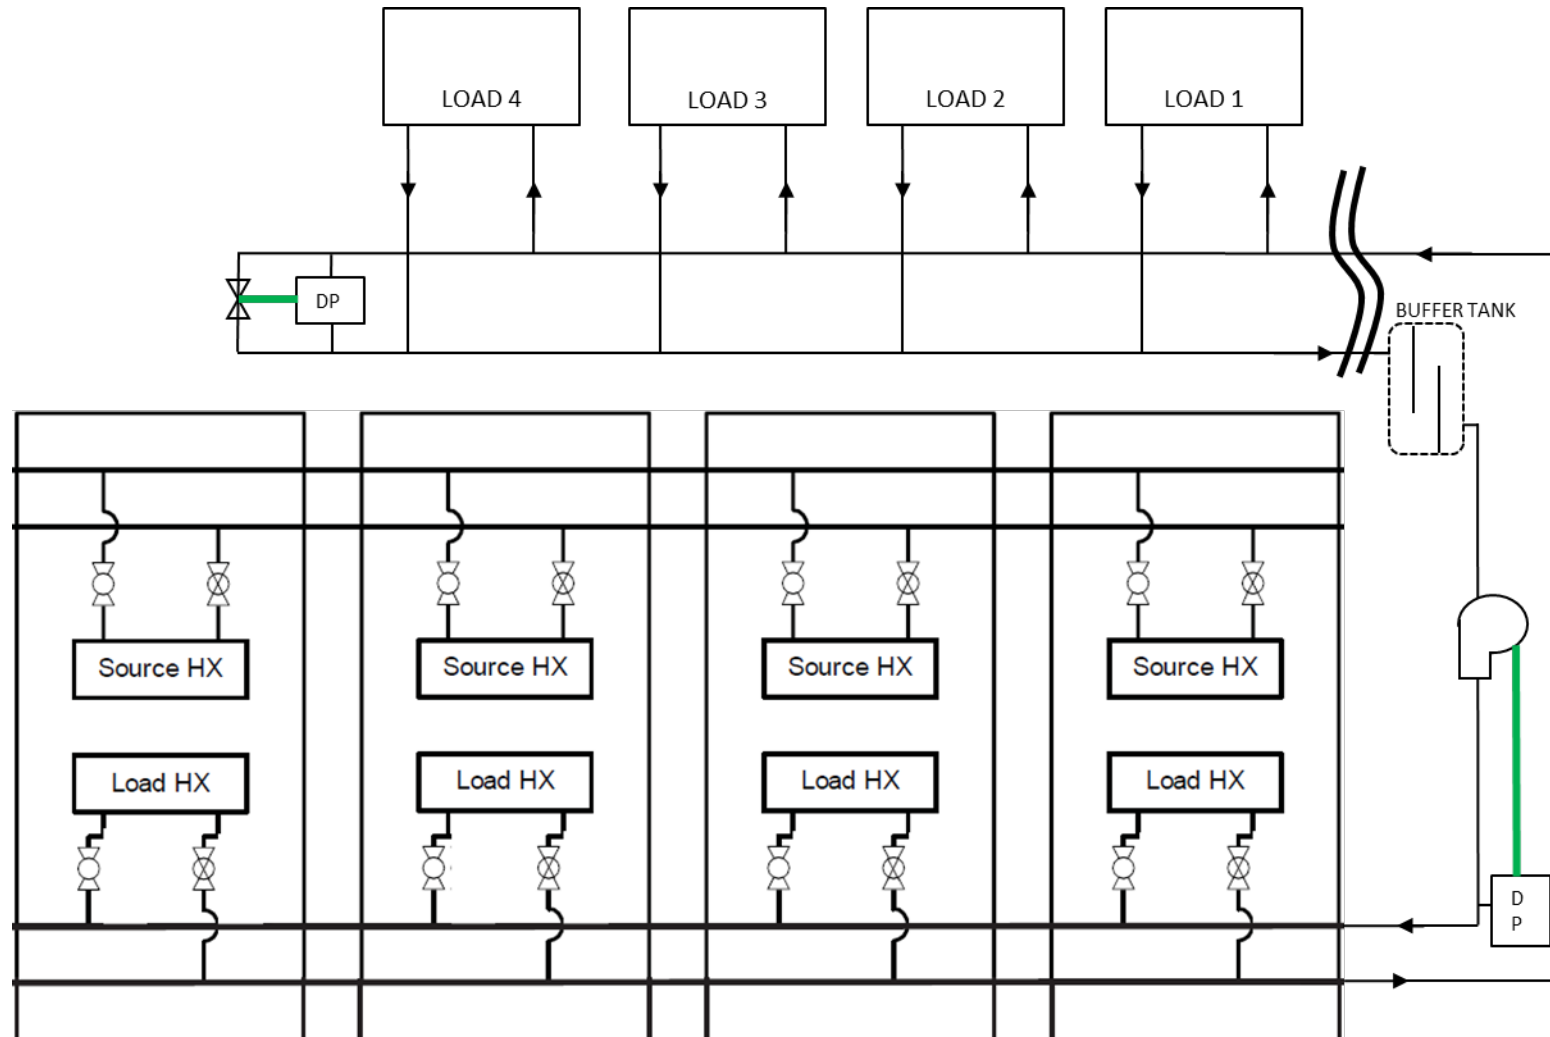 LOAD 4
LOAD 3
LOAD 2
LOAD 1
DP
BUFFER TANK
Source HX
Source HX
Source HX
Source HX
Load HX
Load HX
Load HX
Load HX
D
P